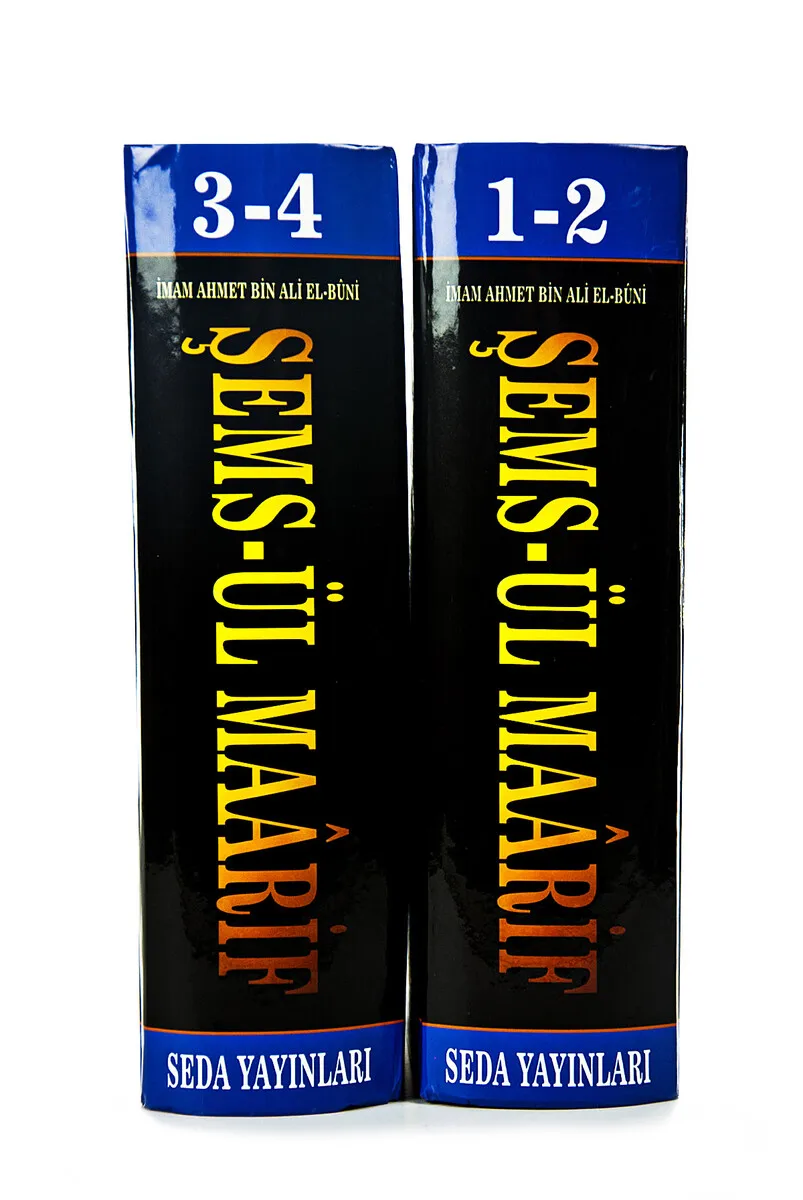 3-4
İMAM AHMET BİN ALİ EL-BÛNİ
ŞEMS-ÜL MAÂRİF
SEDA YAYINLARI
1-2
İMAM AHMET BİN ALİ EL-BÛNİ
ŞEMS-ÜL MAÂRİF
SEDA YAYINLARI